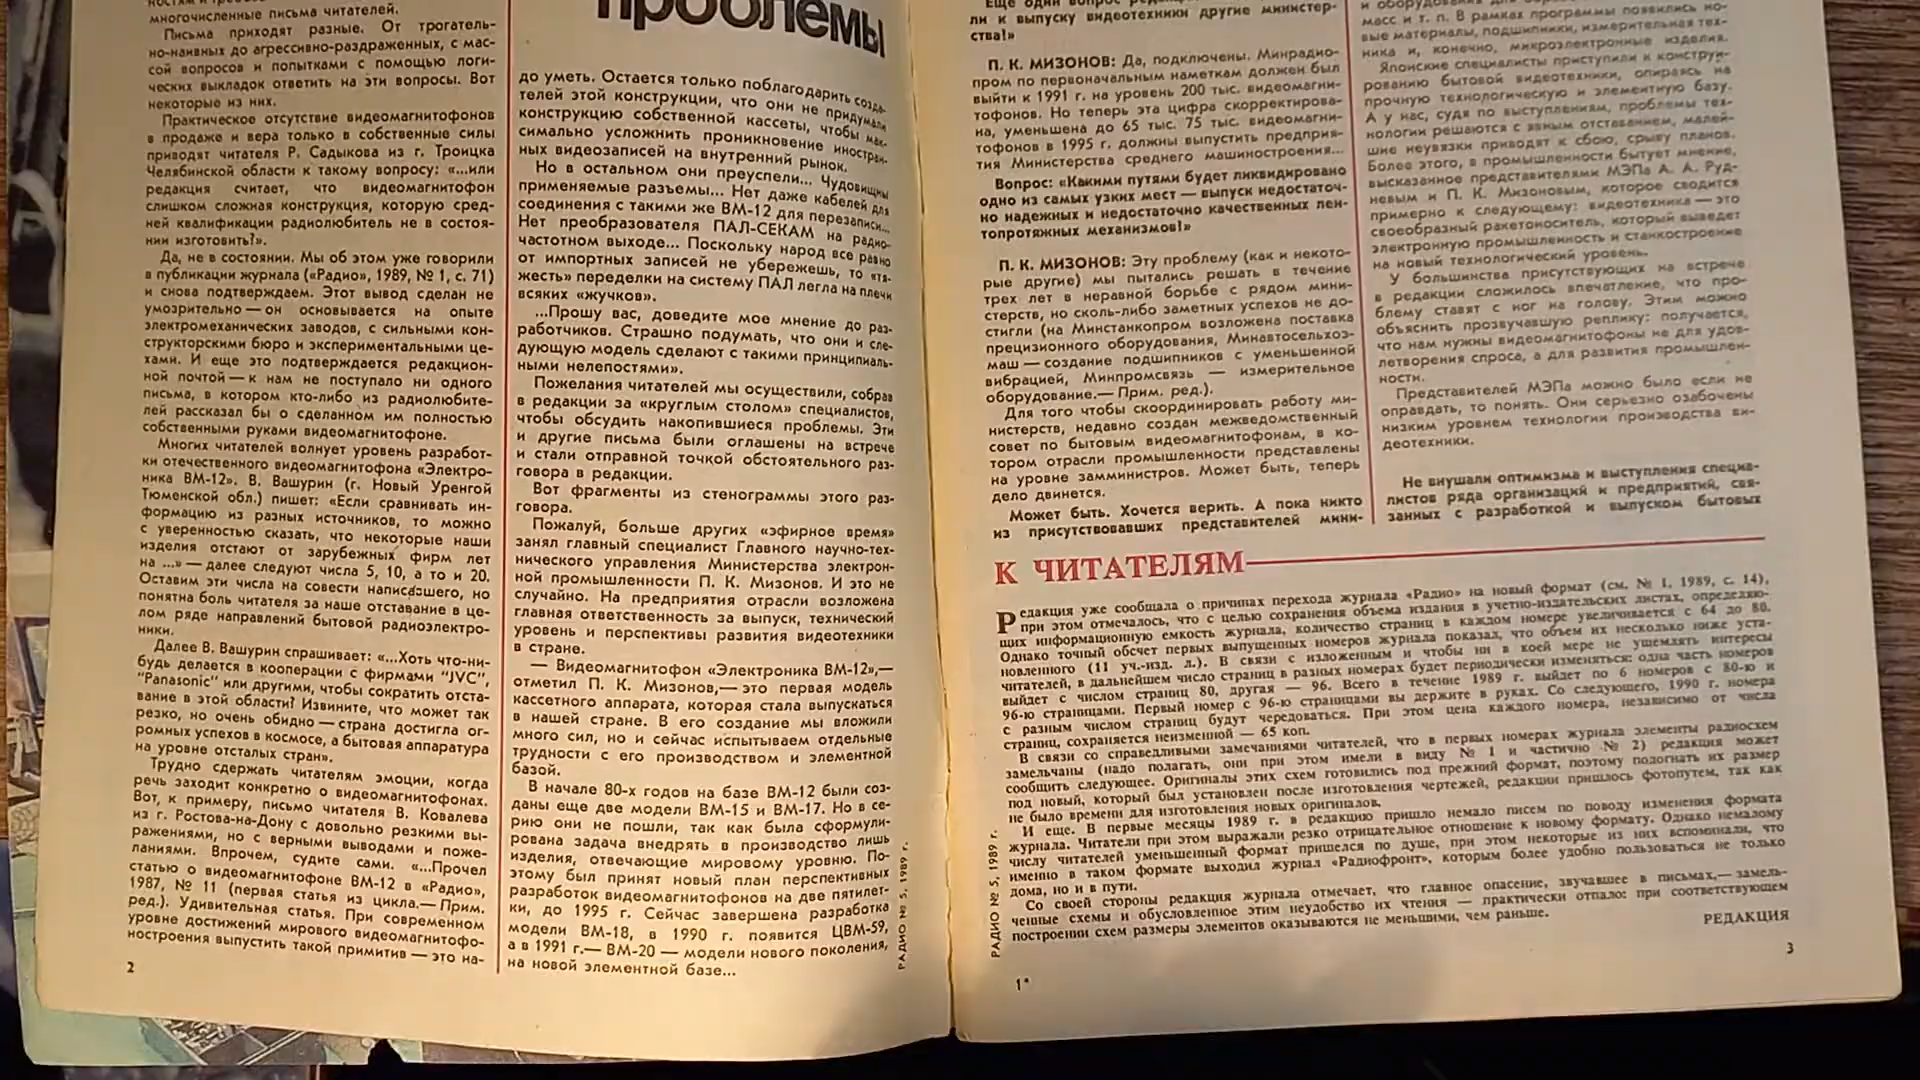 многочисленные письма читателей.
Письма приходят разные. От трогатель-
но-наивных до агрессивно-раздраженных, с мас-
сой вопросов и попытками с помощью логи-
ческих выкладок ответить на эти вопросы. Вот
некоторые из них.
Практическое отсутствие видеомагнитофонов
в продаже и вера только в собственные силы
приводят читателя Р. Садыкова из г. Троицка
Челябинской области к такому вопросу: «...или
редакция считает, что видеомагнитофон
слишком сложная конструкция, которую сред-
ней квалификации радиолюбитель не в состоя-
нии изготовить?».
Да, не в состоянии. Мы об этом уже говорили
в публикации журнала («Радио», 1989, № 1, с. 71)
и снова подтверждаем. Этот вывод сделан не
умозрительно — он основывается на опыте
электромеханических заводов, с сильными кон-
структорскими бюро и экспериментальными це-
хами. И еще это подтверждается редакцион-
ной почтой — к нам не поступало ни одного
письма, в котором кто-либо из радиолюбите-
лей рассказал бы о сделанном им полностью
собственными руками видеомагнитофоне.
Многих читателей волнует уровень разработ-
ки отечественного видеомагнитофона «Электро-
ника ВМ-12». В. Вашурин (г. Новый Уренгой
Тюменской обл.) пишет: «Если сравнивать ин-
формацию из разных источников, то можно
с уверенностью сказать, что некоторые наши
изделия отстают от зарубежных фирм лет
на ...» — далее следуют числа 5, 10, а то и 20.
Оставим эти числа на совести написавшего, но
понятна боль читателя за наше отставание в це-
лом ряде направлений бытовой радиоэлектро-
ники.
Далее В. Вашурин спрашивает: «...Хоть что-ни-
будь делается в кооперации с фирмами "JVC",
"Panasonic" или другими, чтобы сократить отста-
вание в этой области? Извините, что может так
резко, но очень обидно — страна достигла ог-
ромных успехов в космосе, а бытовая аппаратура
на уровне отсталых стран».
Трудно сдержать читателям эмоции, когда
речь заходит конкретно о видеомагнитофонах.
Вот, к примеру, письмо читателя В. Ковалева
из г. Ростова-на-Дону с довольно резкими вы-
ражениями, но с верными выводами и поже-
ланиями. Впрочем, судите сами. «...Прочел
статью о видеомагнитофоне ВМ-12 в «Радио»,
1987, № 11 (первая статья из цикла.— Прим.
ред.). Удивительная статья. При современном
уровне достижений мирового видеомагнитофо-
ностроения выпустить такой примитив — это на-
2
проблемы
до уметь. Остается только поблагодарить созда-
телей этой конструкции, что они не придумали
конструкцию собственной кассеты, чтобы мак-
симально усложнить проникновение иностран-
ных видеозаписей на внутренний рынок.
Но в остальном они преуспели... Чудовищны
применяемые разъемы... Нет даже кабелей для
соединения с такими же ВМ-12 для перезаписи...
Нет преобразователя ПАЛ-СЕКАМ на радио-
частотном выходе... Поскольку народ все равно
от импортных записей не убережешь, то «тя-
жесть» переделки на систему ПАЛ легла на плечи
всяких «жучков».
...Прошу вас, доведите мое мнение до раз-
работчиков. Страшно подумать, что они и сле-
дующую модель сделают с такими принципиаль-
ными нелепостями».
Пожелания читателей мы осуществили, собрав
в редакции за «круглым столом» специалистов,
чтобы обсудить накопившиеся проблемы. Эти
и другие письма были оглашены на встрече
и стали отправной точкой обстоятельного раз-
говора в редакции.
Вот фрагменты из стенограммы этого раз-
говора.
Пожалуй, больше других «эфирное время»
занял главный специалист Главного научно-тех-
нического управления Министерства электрон-
ной промышленности П. К. Мизонов. И это не
случайно. На предприятия отрасли возложена
главная ответственность за выпуск, технический
уровень и перспективы развития видеотехники
в стране.
— Видеомагнитофон «Электроника ВМ-12»,—
отметил П. К. Мизонов,— это первая модель
кассетного аппарата, которая стала выпускаться
в нашей стране. В его создание мы вложили
много сил, но и сейчас испытываем отдельные
трудности с его производством и элементной
базой.
В начале 80-х годов на базе ВМ-12 были соз-
даны еще две модели ВМ-15 и ВМ-17. Но в се-
рию они не пошли, так как была сформули-
рована задача внедрять в производство лишь
изделия, отвечающие мировому уровню. По-
этому был принят новый план перспективных
разработок видеомагнитофонов на две пятилет-
ки, до 1995 г. Сейчас завершена разработка
модели ВМ-18, в 1990 г. появится ЦВМ-59,
а в 1991 г.— ВМ-20 — модели нового поколения,
на новой элементной базе...
РАДИО № 5, 1989 г.
Еще один вопрос
ли к выпуску видеотехники другие министер-
ства!»
П. К. МИЗОНОВ: Да, подключены. Минрадио-
пром по первоначальным наметкам должен был
выйти к 1991 г. на уровень 200 тыс. видеомагни-
тофонов. Но теперь эта цифра скорректирова-
на, уменьшена до 65 тыс. 75 тыс. видеомагни-
тофонов в 1995 г. должны выпустить предприя-
тия Министерства среднего машиностроения...
Вопрос: «Какими путями будет ликвидировано
одно из самых узких мест — выпуск недостаточ-
но надежных и недостаточно качественных лен-
топротяжных механизмов!»
П. К. МИЗОНОВ: Эту проблему (как и некото-
рые другие) мы пытались решать в течение
трех лет в неравной борьбе с рядом мини-
стерств, но сколь-либо заметных успехов не до-
стигли (на Минстанкопром возложена поставка
прецизионного оборудования, Минавтосельхоз-
маш — создание подшипников с уменьшенной
вибрацией, Минпромсвязь — измерительное
оборудование.— Прим. ред.).
Для того чтобы скоординировать работу ми-
нистерств, недавно создан межведомственный
совет по бытовым видеомагнитофонам, в ко-
тором отрасли промышленности представлены
на уровне замминистров. Может быть, теперь
дело двинется.
Может быть. Хочется верить. А пока никто
из присутствовавших представителей мини-
масс и т. п. В рамках программы появились но-
вые материалы, подшипники, измерительная тех-
ника и, конечно, микроэлектронные изделия.
Японские специалисты приступили к конструи-
рованию бытовой видеотехники, опираясь на
прочную технологическую и элементную базу.
А у нас, судя по выступлениям, проблемы тех-
нологии решаются с явным отставанием, малей-
шие неувязки приводят к сбою, срыву планов.
Более этого, в промышленности бытует мнение,
высказанное представителями МЭПа А. А. Руд-
невым и П. К. Мизоновым, которое сводится
примерно к следующему: видеотехника — это
своеобразный ракетоноситель, который выведет
электронную промышленность и станкостроение
на новый технологический уровень.
У большинства присутствующих на встрече
в редакции сложилось впечатление, что про-
блему ставят с ног на голову. Этим можно
объяснить прозвучавшую реплику: получается,
что нам нужны видеомагнитофоны не для удов-
летворения спроса, а для развития промышлен-
ности.
Представителей МЭПа можно было если не
оправдать, то понять. Они серьезно озабочены
низким уровнем технологии производства ви-
деотехники.
Не внушали оптимизма и выступления специа-
листов ряда организаций и предприятий, свя-
занных с разработкой и выпуском бытовых
К ЧИТАТЕЛЯМ
Редакция уже сообщала о причинах перехода журнала «Радио» на новый формат (см. № 1, 1989, с. 14),
при этом отмечалось, что с целью сохранения объема издания в учетно-издательских листах, определяю-
щих информационную емкость журнала, количество страниц в каждом номере увеличивается с 64 до 80.
Однако точный обсчет первых выпущенных номеров журнала показал, что объем их несколько ниже уста-
новленного (11 уч.-изд. л.). В связи с изложенным и чтобы ни в коей мере не ущемлять интересы
читателей, в дальнейшем число страниц в разных номерах будет периодически изменяться: одна часть номеров
выйдет с числом страниц 80, другая — 96. Всего в течение 1989 г. выйдет по 6 номеров с 80-ю и
96-ю страницами. Первый номер с 96-ю страницами вы держите в руках. Со следующего, 1990 г. номера
с разным числом страниц будут чередоваться. При этом цена каждого номера, независимо от числа
страниц, сохраняется неизменной — 65 коп.
В связи со справедливыми замечаниями читателей, что в первых номерах журнала элементы радиосхем
замельчаны (надо полагать, они при этом имели в виду № 1 и частично № 2) редакция может
сообщить следующее. Оригиналы этих схем готовились под прежний формат, поэтому подогнать их размер
под новый, который был установлен после изготовления чертежей, редакции пришлось фотопутем, так как
не было времени для изготовления новых оригиналов.
И еще. В первые месяцы 1989 г. в редакцию пришло немало писем по поводу изменения формата
журнала. Читатели при этом выражали резко отрицательное отношение к новому формату. Однако немалому
числу читателей уменьшенный формат пришелся по душе, при этом некоторые из них вспоминали, что
именно в таком формате выходил журнал «Радиофронт», которым более удобно пользоваться не только
дома, но и в пути.
Со своей стороны редакция журнала отмечает, что главное опасение, звучавшее в письмах,— замель-
ченные схемы и обусловленное этим неудобство их чтения — практически отпало: при соответствующем
построении схем размеры элементов оказываются не меньшими, чем раньше.
РЕДАКЦИЯ
РАДИО № 5, 1989 г.
1*
3